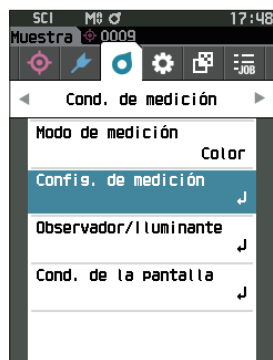 SCI M⌀ 17:48
Muestra 0009
-JOB
Cond. de medición
Modo de medición
Color
Config. de medición
Observador/Iluminante
Cond. de la pantalla